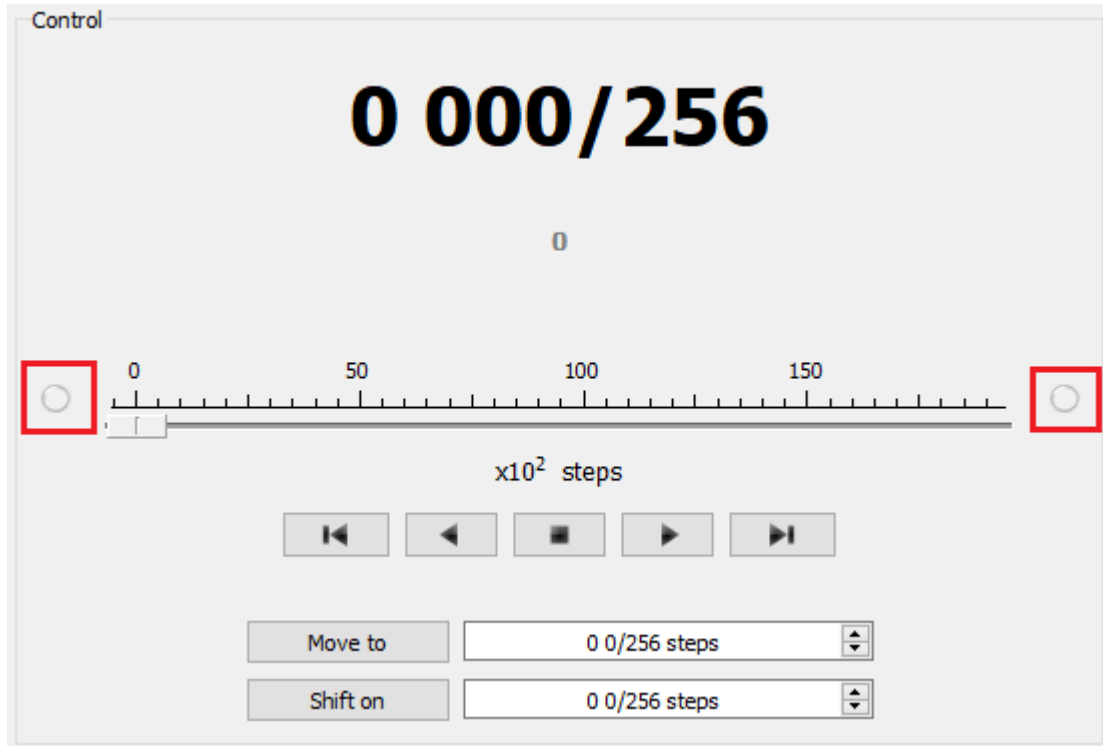 Control
0 000/256
0
0 50 100 150
x10² steps
Move to 0 0/256 steps
Shift on 0 0/256 steps